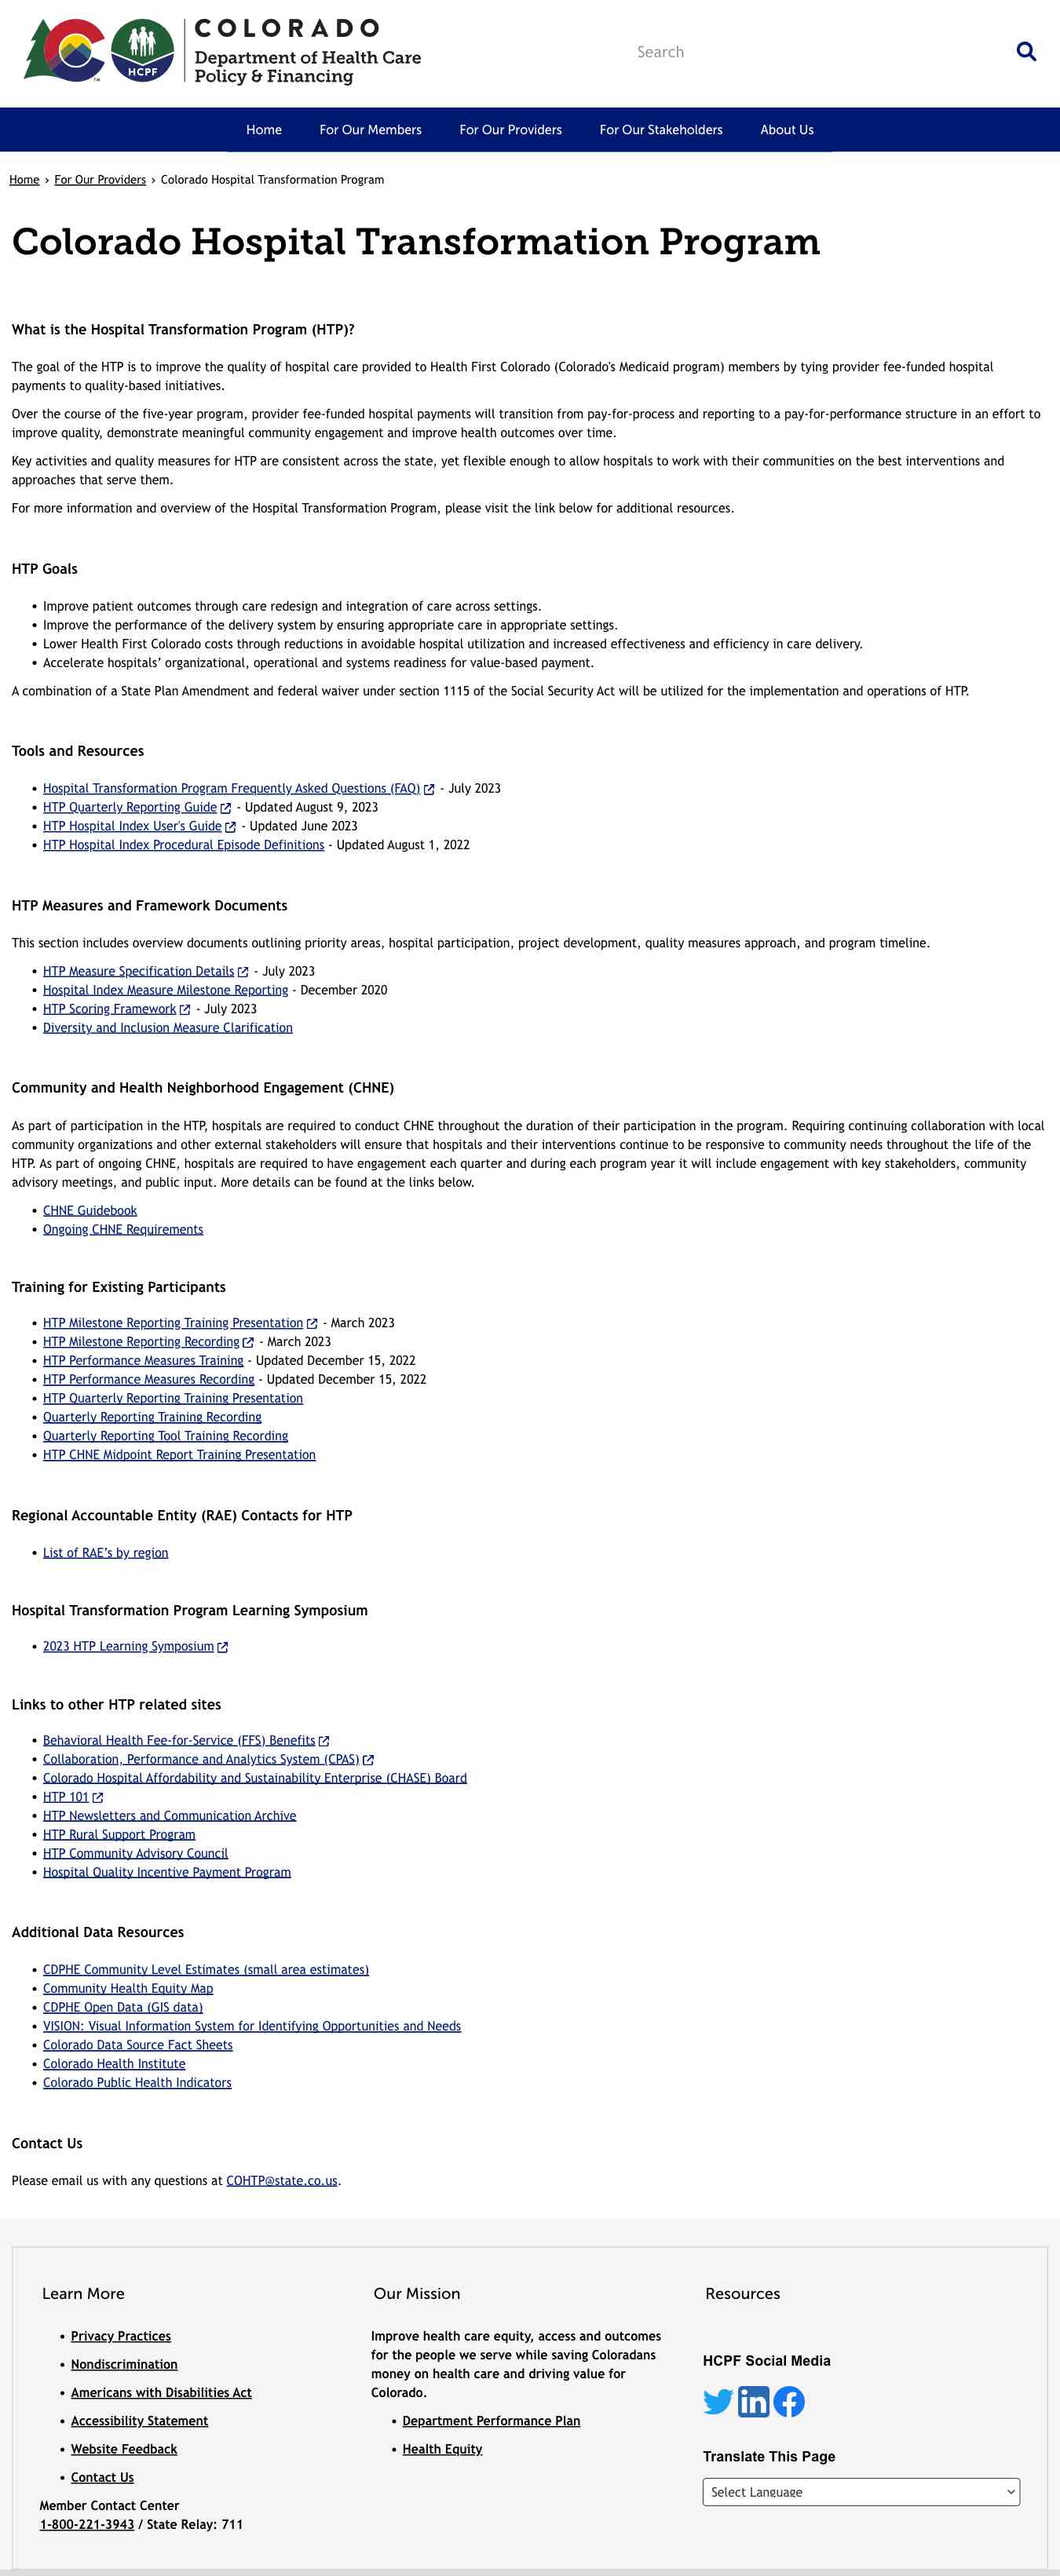 COLORADO
Department of Health Care
Policy & Financing
HCPF
TM
Search
Home
For Our Members
For Our Providers
For Our Stakeholders
About Us
Home › For Our Providers › Colorado Hospital Transformation Program
Colorado Hospital Transformation Program
What is the Hospital Transformation Program (HTP)?
The goal of the HTP is to improve the quality of hospital care provided to Health First Colorado (Colorado's Medicaid program) members by tying provider fee-funded hospital
payments to quality-based initiatives.
Over the course of the five-year program, provider fee-funded hospital payments will transition from pay-for-process and reporting to a pay-for-performance structure in an effort to
improve quality, demonstrate meaningful community engagement and improve health outcomes over time.
Key activities and quality measures for HTP are consistent across the state, yet flexible enough to allow hospitals to work with their communities on the best interventions and
approaches that serve them.
For more information and overview of the Hospital Transformation Program, please visit the link below for additional resources.
HTP Goals
• Improve patient outcomes through care redesign and integration of care across settings.
• Improve the performance of the delivery system by ensuring appropriate care in appropriate settings.
• Lower Health First Colorado costs through reductions in avoidable hospital utilization and increased effectiveness and efficiency in care delivery.
• Accelerate hospitals’ organizational, operational and systems readiness for value-based payment.
A combination of a State Plan Amendment and federal waiver under section 1115 of the Social Security Act will be utilized for the implementation and operations of HTP.
Tools and Resources
• Hospital Transformation Program Frequently Asked Questions (FAQ) - July 2023
• HTP Quarterly Reporting Guide - Updated August 9, 2023
• HTP Hospital Index User's Guide - Updated June 2023
• HTP Hospital Index Procedural Episode Definitions - Updated August 1, 2022
HTP Measures and Framework Documents
This section includes overview documents outlining priority areas, hospital participation, project development, quality measures approach, and program timeline.
• HTP Measure Specification Details - July 2023
• Hospital Index Measure Milestone Reporting - December 2020
• HTP Scoring Framework - July 2023
• Diversity and Inclusion Measure Clarification
Community and Health Neighborhood Engagement (CHNE)
As part of participation in the HTP, hospitals are required to conduct CHNE throughout the duration of their participation in the program. Requiring continuing collaboration with local
community organizations and other external stakeholders will ensure that hospitals and their interventions continue to be responsive to community needs throughout the life of the
HTP. As part of ongoing CHNE, hospitals are required to have engagement each quarter and during each program year it will include engagement with key stakeholders, community
advisory meetings, and public input. More details can be found at the links below.
• CHNE Guidebook
• Ongoing CHNE Requirements
Training for Existing Participants
• HTP Milestone Reporting Training Presentation - March 2023
• HTP Milestone Reporting Recording - March 2023
• HTP Performance Measures Training - Updated December 15, 2022
• HTP Performance Measures Recording - Updated December 15, 2022
• HTP Quarterly Reporting Training Presentation
• Quarterly Reporting Training Recording
• Quarterly Reporting Tool Training Recording
• HTP CHNE Midpoint Report Training Presentation
Regional Accountable Entity (RAE) Contacts for HTP
• List of RAE’s by region
Hospital Transformation Program Learning Symposium
• 2023 HTP Learning Symposium
Links to other HTP related sites
• Behavioral Health Fee-for-Service (FFS) Benefits
• Collaboration, Performance and Analytics System (CPAS)
• Colorado Hospital Affordability and Sustainability Enterprise (CHASE) Board
• HTP 101
• HTP Newsletters and Communication Archive
• HTP Rural Support Program
• HTP Community Advisory Council
• Hospital Quality Incentive Payment Program
Additional Data Resources
• CDPHE Community Level Estimates (small area estimates)
• Community Health Equity Map
• CDPHE Open Data (GIS data)
• VISION: Visual Information System for Identifying Opportunities and Needs
• Colorado Data Source Fact Sheets
• Colorado Health Institute
• Colorado Public Health Indicators
Contact Us
Please email us with any questions at COHTP@state.co.us.
Learn More
• Privacy Practices
• Nondiscrimination
• Americans with Disabilities Act
• Accessibility Statement
• Website Feedback
• Contact Us
Member Contact Center
1-800-221-3943 / State Relay: 711
Our Mission
Improve health care equity, access and outcomes
for the people we serve while saving Coloradans
money on health care and driving value for
Colorado.
• Department Performance Plan
• Health Equity
Resources
HCPF Social Media
Translate This Page
Select Language